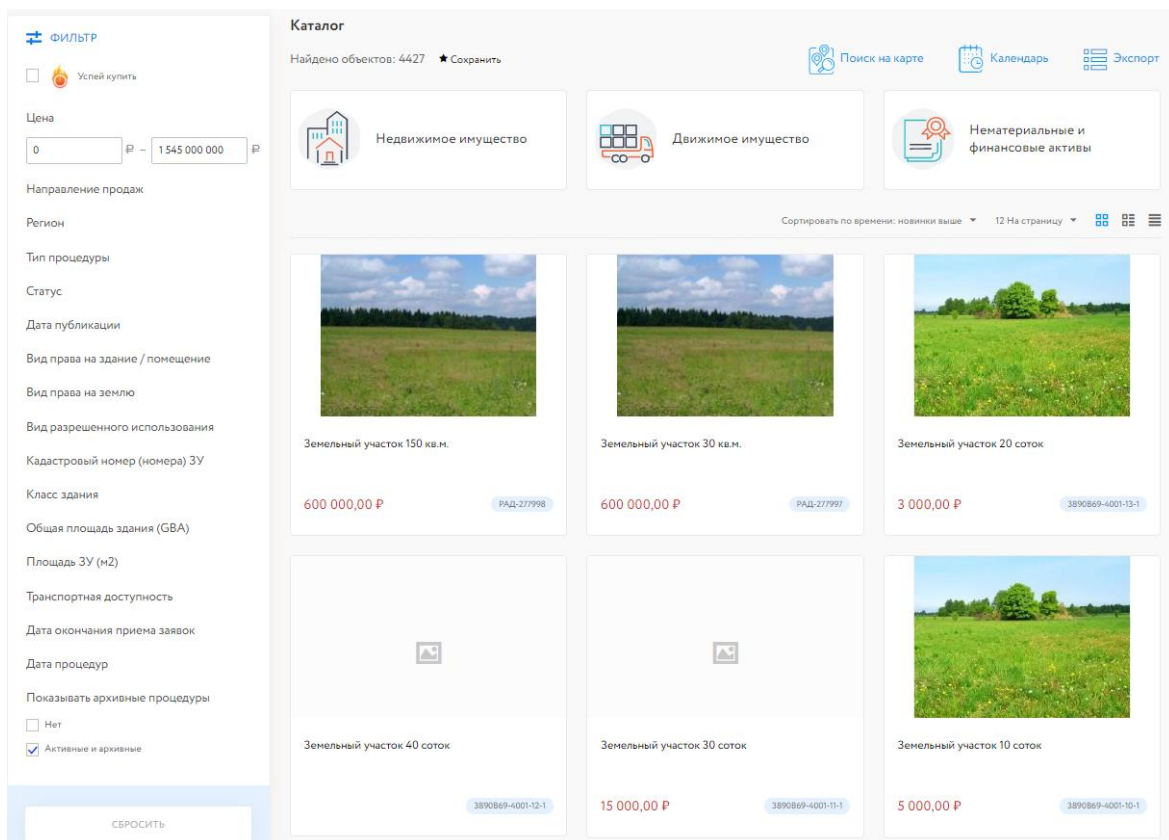 ФИЛЬТР
Успей купить
Цена
0 ₽ – 1 545 000 000 ₽
Направление продаж
Регион
Тип процедуры
Статус
Дата публикации
Вид права на здание / помещение
Вид права на землю
Вид разрешенного использования
Кадастровый номер (номера) ЗУ
Класс здания
Общая площадь здания (GBA)
Площадь ЗУ (м2)
Транспортная доступность
Дата окончания приема заявок
Дата процедур
Показывать архивные процедуры
Нет
Активные и архивные
СБРОСИТЬ
Каталог
Найдено объектов: 4427 ★ Сохранить
Поиск на карте Календарь Экспорт
Недвижимое имущество
Движимое имущество
Нематериальные и
финансовые активы
Сортировать по времени: новинки выше 12 На страницу
Земельный участок 150 кв.м.
600 000,00 ₽ РАД-277998
Земельный участок 30 кв.м.
600 000,00 ₽ РАД-277997
Земельный участок 20 соток
3 000,00 ₽ 3890B69-4001-13-1
Земельный участок 40 соток
3890B69-4001-12-1
Земельный участок 30 соток
15 000,00 ₽ 3890B69-4001-11-1
Земельный участок 10 соток
5 000,00 ₽ 3890B69-4001-10-1